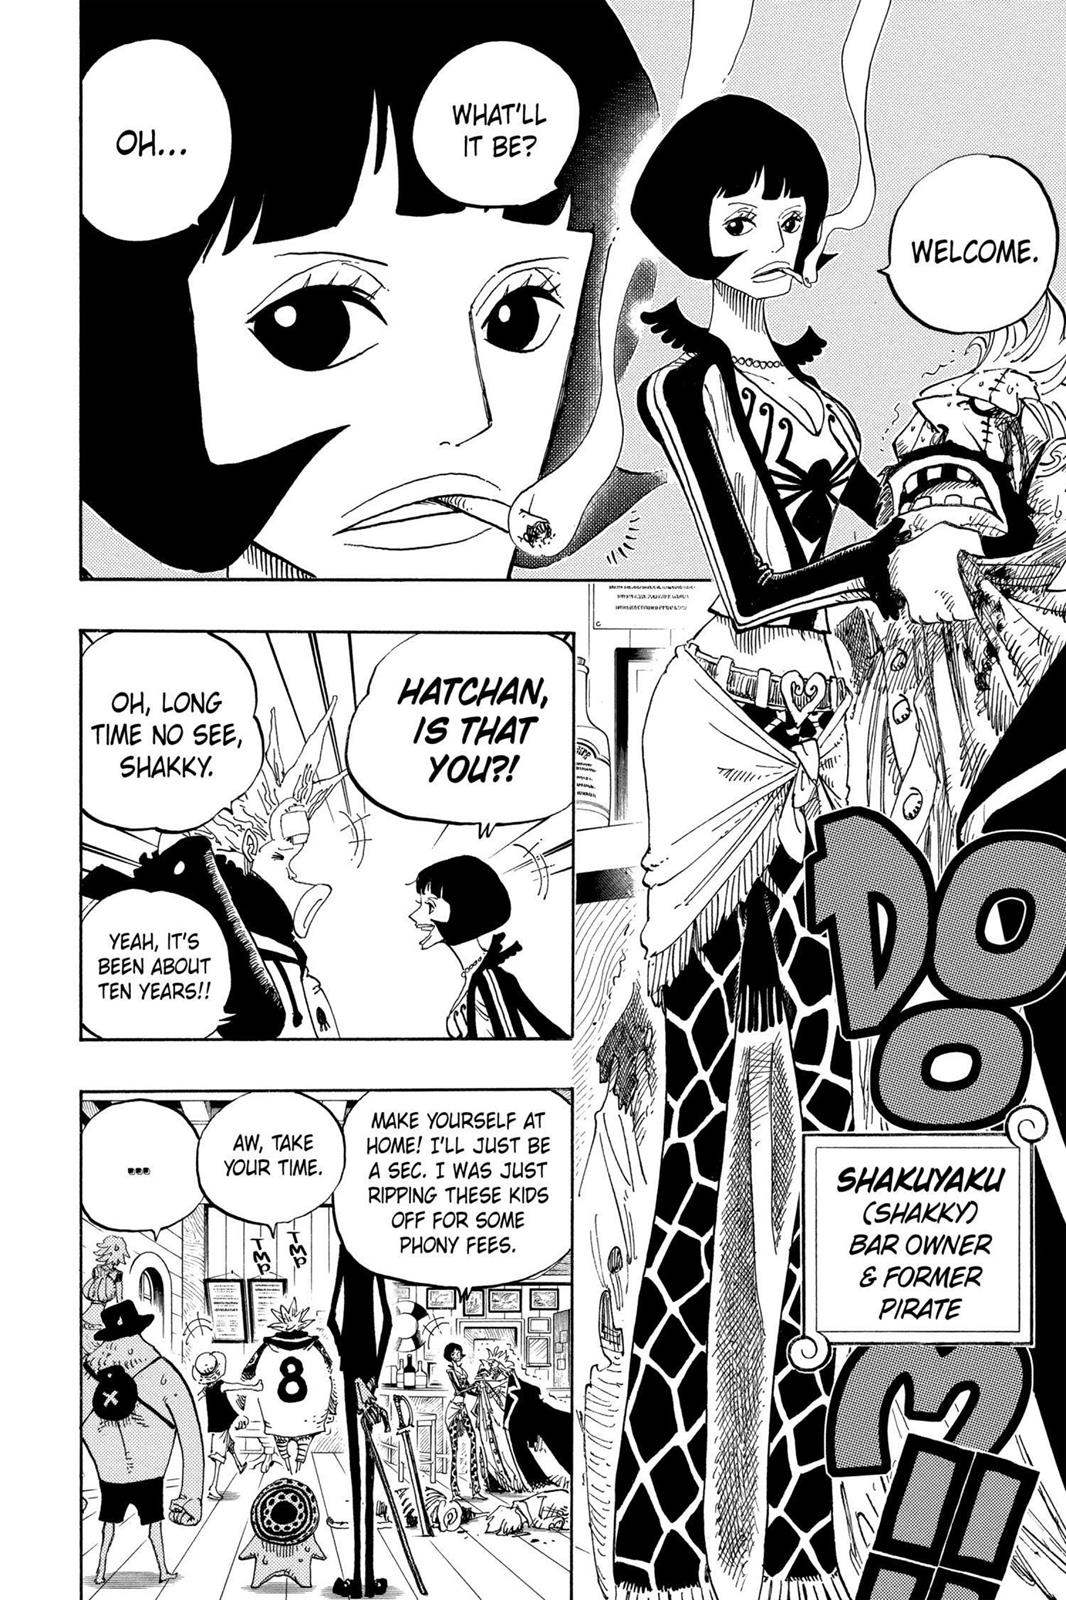 WELCOME.
WHAT'LL
IT BE?
OH...
DO
O
M
SHAKUYAKU
(SHAKKY)
BAR OWNER
& FORMER
PIRATE
HATCHAN,
IS THAT
YOU?!
OH, LONG
TIME NO SEE,
SHAKKY.
YEAH, IT'S
BEEN ABOUT
TEN YEARS!!
MAKE YOURSELF AT
HOME! I'LL JUST BE
A SEC. I WAS JUST
RIPPING THESE KIDS
OFF FOR SOME
PHONY FEES.
AW, TAKE
YOUR TIME.
...
TMP
TMP
8